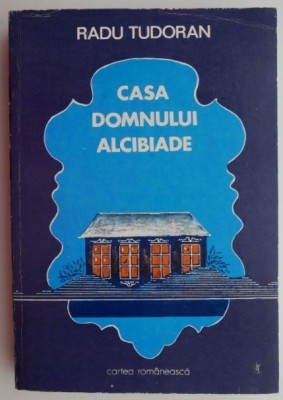 RADU TUDORAN
CASA
DOMNULUI
ALCIBIADE
cartea românească